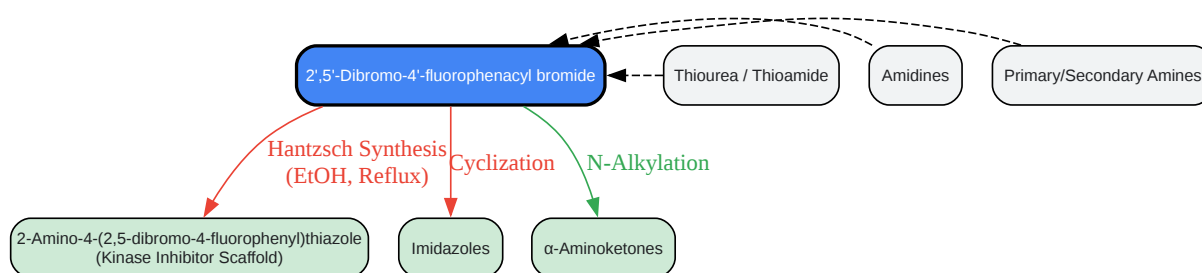 2',5'-Dibromo-4'-fluorophenacyl bromide
Thiourea / Thioamide
Amidines
Primary/Secondary Amines
Hantzsch Synthesis
(EtOH, Reflux)
Cyclization
N-Alkylation
2-Amino-4-(2,5-dibromo-4-fluorophenyl)thiazole
(Kinase Inhibitor Scaffold)
Imidazoles
α-Aminoketones